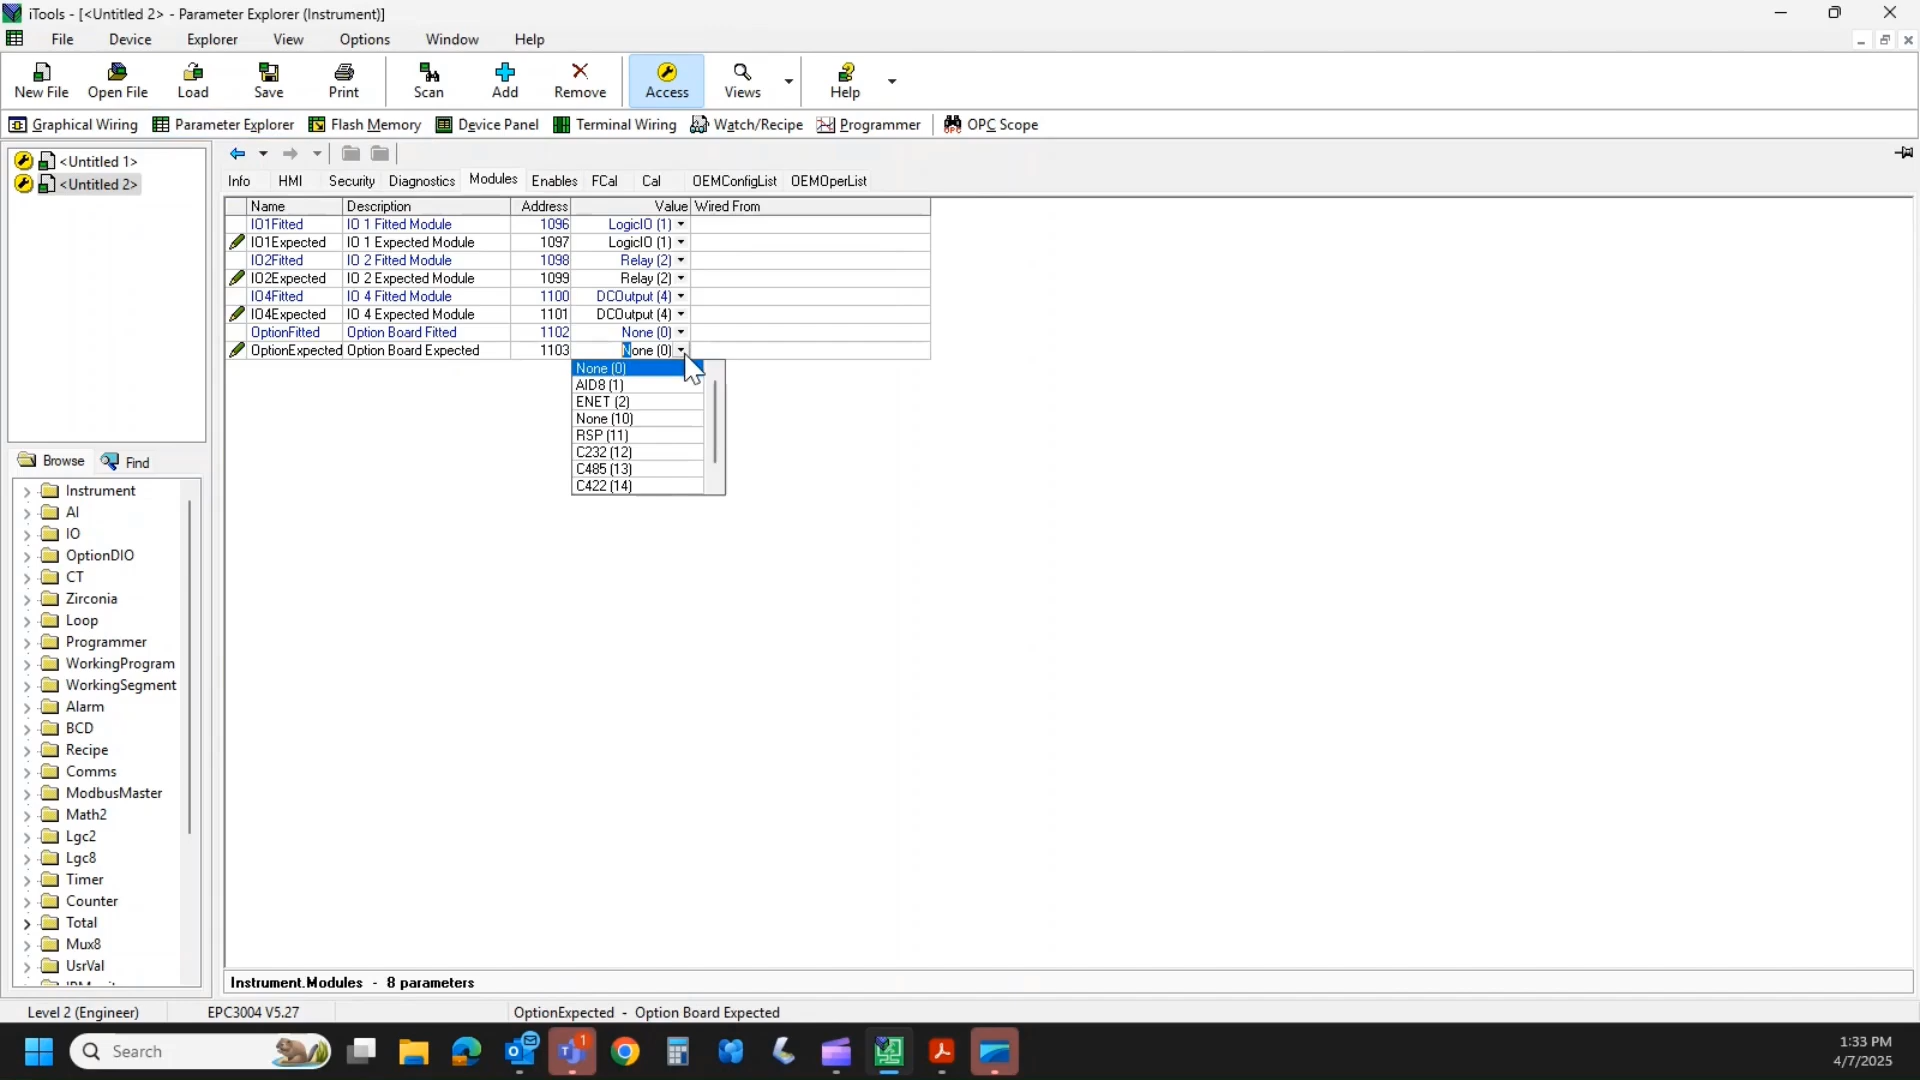 iTools - [<Untitled 2> - Parameter Explorer (Instrument)]
File Device Explorer View Options Window Help
New File Open File Load Save Print Scan Add Remove Access Views Help
Graphical Wiring Parameter Explorer Flash Memory Device Panel Terminal Wiring Watch/Recipe Programmer OPC Scope
<Untitled 1>
<Untitled 2>
Browse Find
Instrument
AI
IO
OptionDIO
CT
Zirconia
Loop
Programmer
WorkingProgram
WorkingSegment
Alarm
BCD
Recipe
Comms
ModbusMaster
Math2
Lgc2
Lgc8
Timer
Counter
Total
Mux8
UsrVal
Info HMI Security Diagnostics Modules Enables FCal Cal OEMConfigList OEMOperList
Name Description Address Value Wired From
IO1Fitted IO 1 Fitted Module 1096 LogicIO (1)
IO1Expected IO 1 Expected Module 1097 LogicIO (1)
IO2Fitted IO 2 Fitted Module 1098 Relay (2)
IO2Expected IO 2 Expected Module 1099 Relay (2)
IO4Fitted IO 4 Fitted Module 1100 DCOutput (4)
IO4Expected IO 4 Expected Module 1101 DCOutput (4)
OptionFitted Option Board Fitted 1102 None (0)
OptionExpected Option Board Expected 1103 None (0)
None (0)
AID8 (1)
ENET (2)
None (10)
RSP (11)
C232 (12)
C485 (13)
C422 (14)
Instrument.Modules - 8 parameters
Level 2 (Engineer) EPC3004 V5.27 OptionExpected - Option Board Expected
Search
1
1:33 PM
4/7/2025